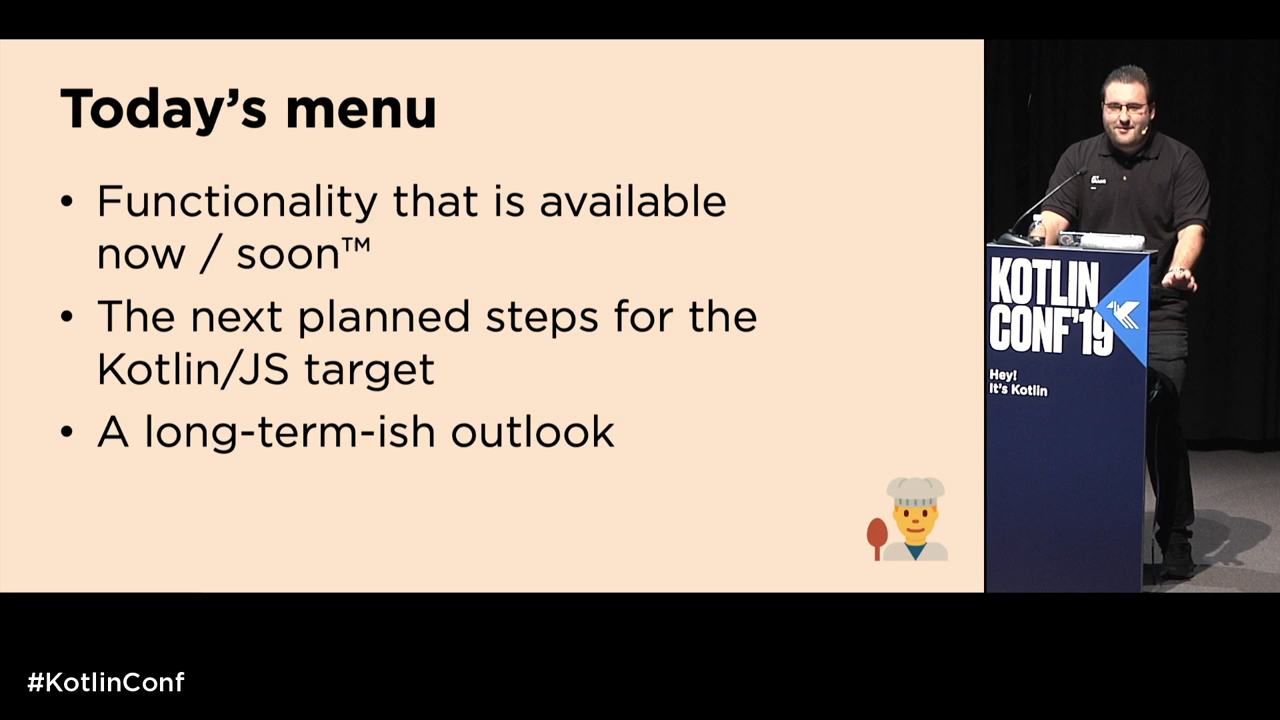 Today's menu
• Functionality that is available
now / soon™
• The next planned steps for the
Kotlin/JS target
• A long-term-ish outlook
KOTLIN
CONF'19
Hey!
It's Kotlin
#KotlinConf